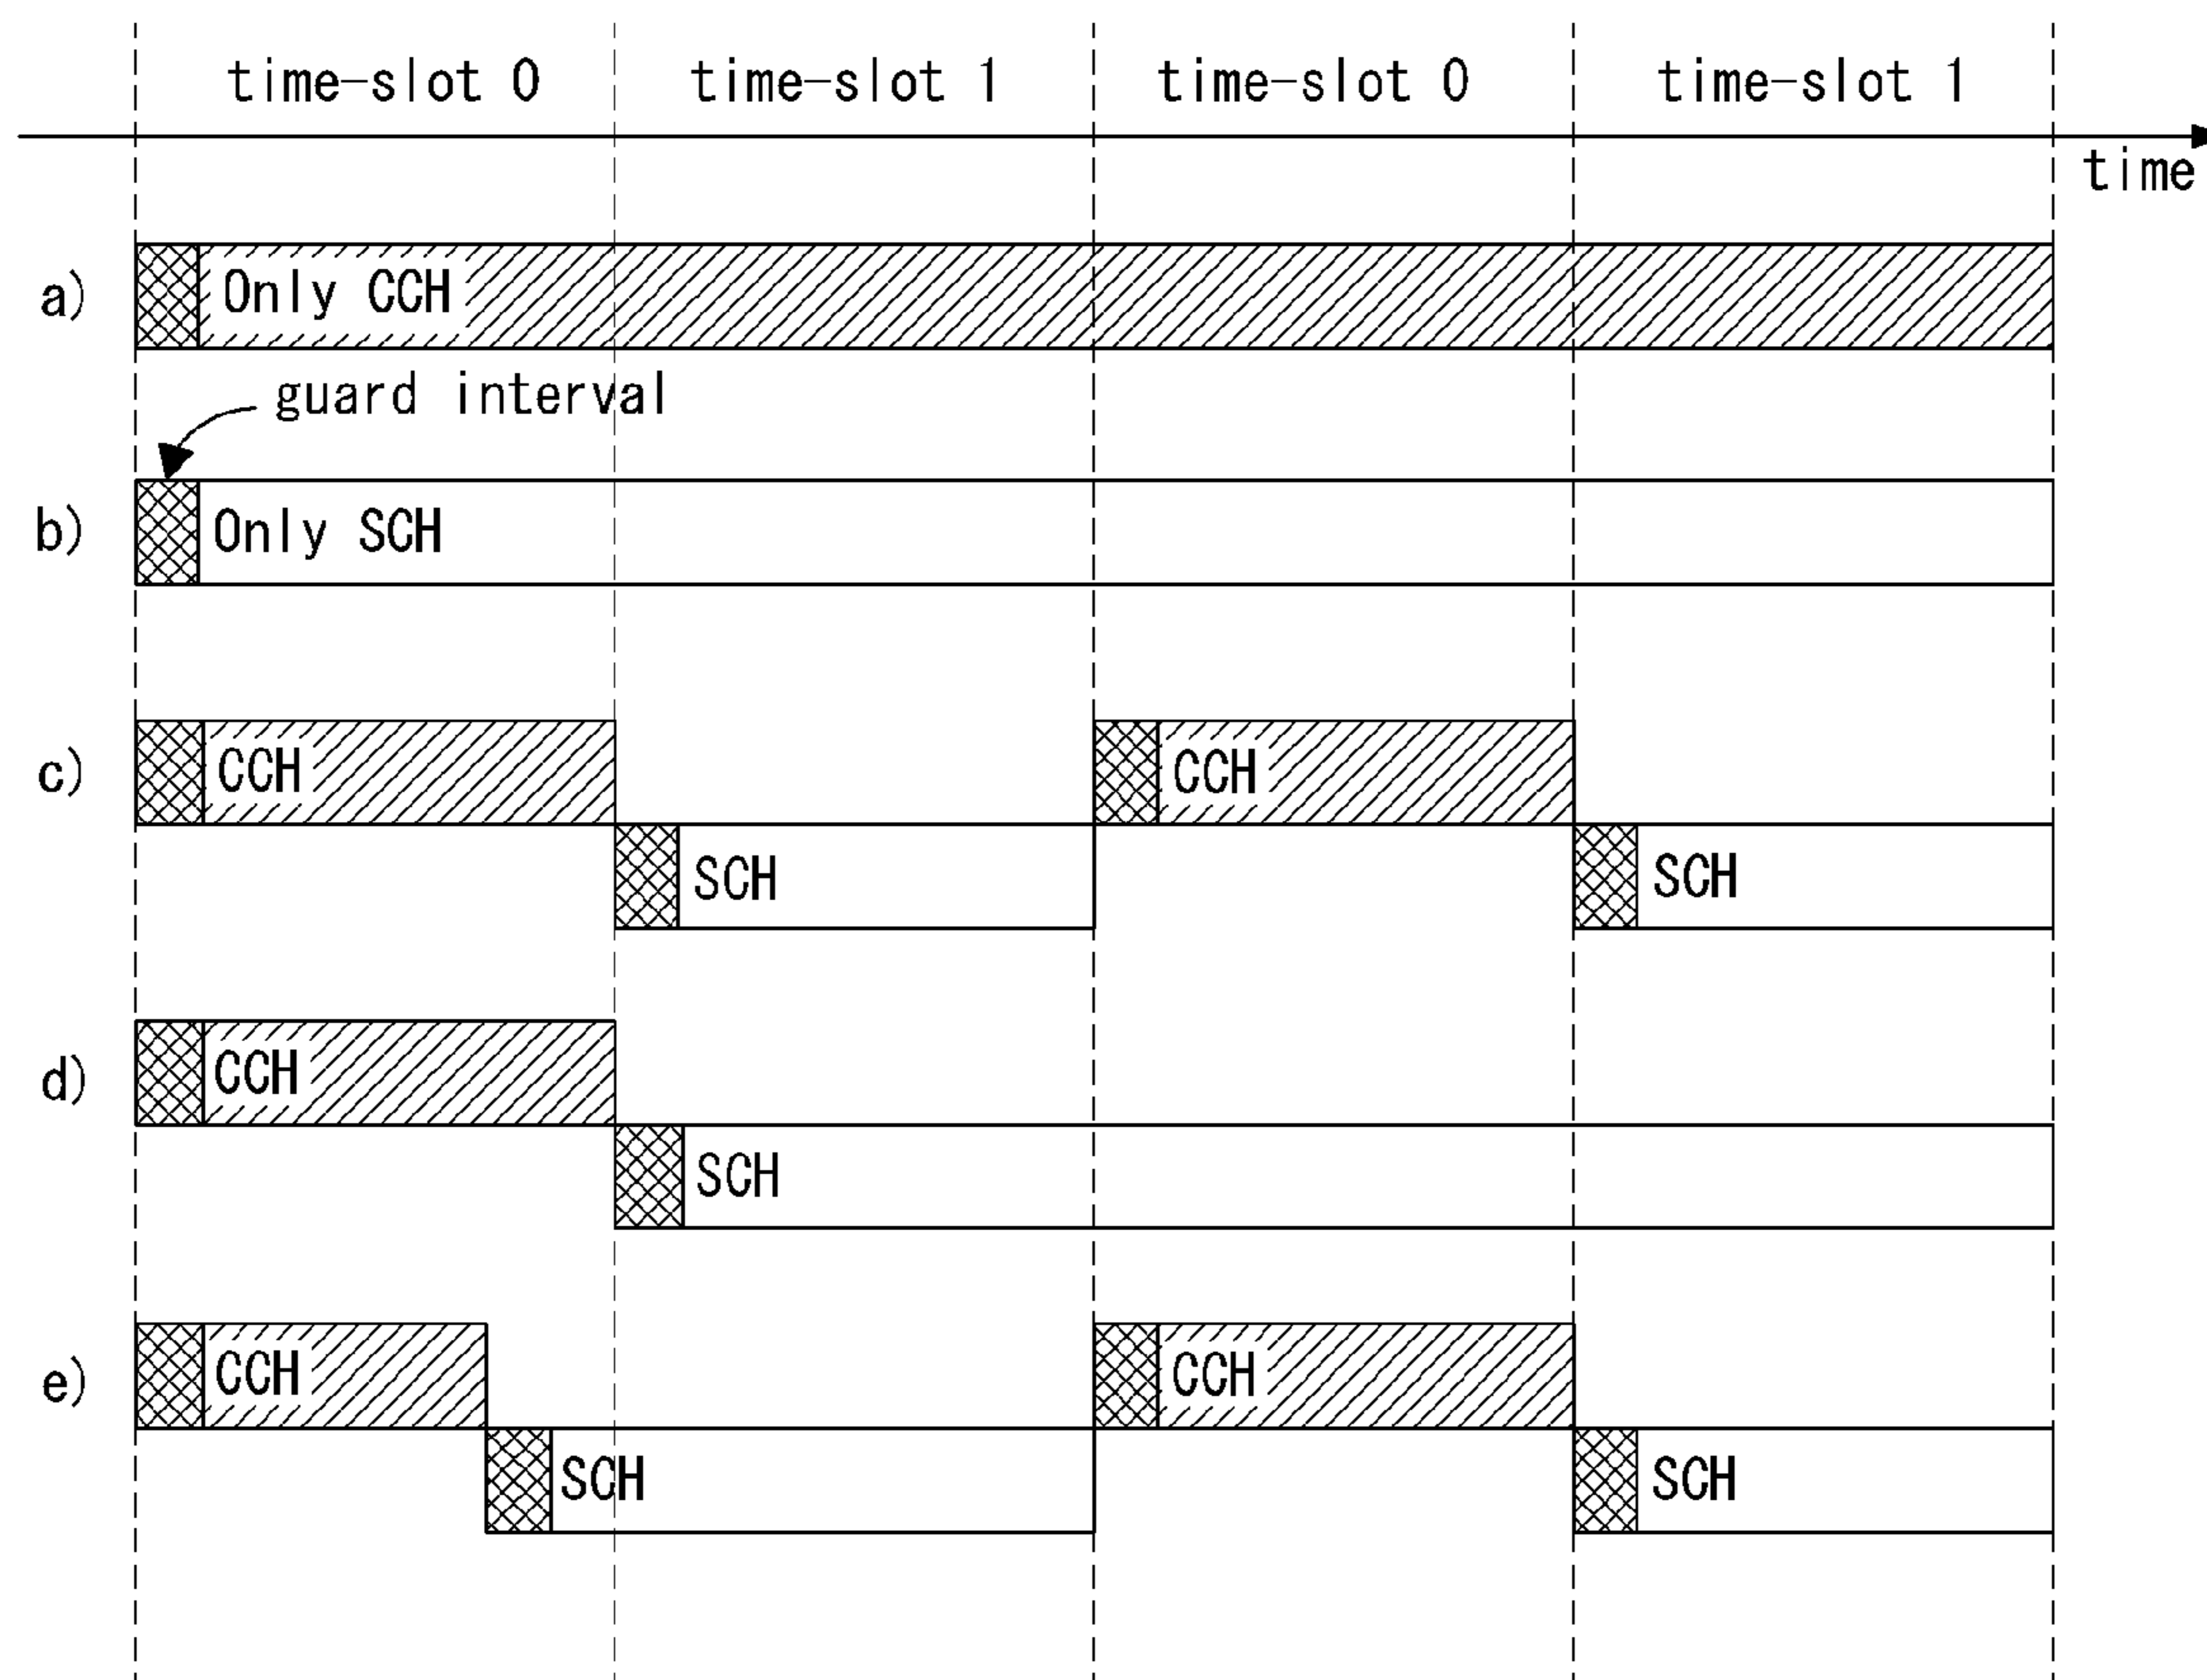 time-slot 0 time-slot 1 time-slot 0 time-slot 1
time
a) Only CCH
guard interval
b) Only SCH
c) CCH CCH
SCH SCH
d) CCH
SCH
e) CCH CCH
SCH SCH